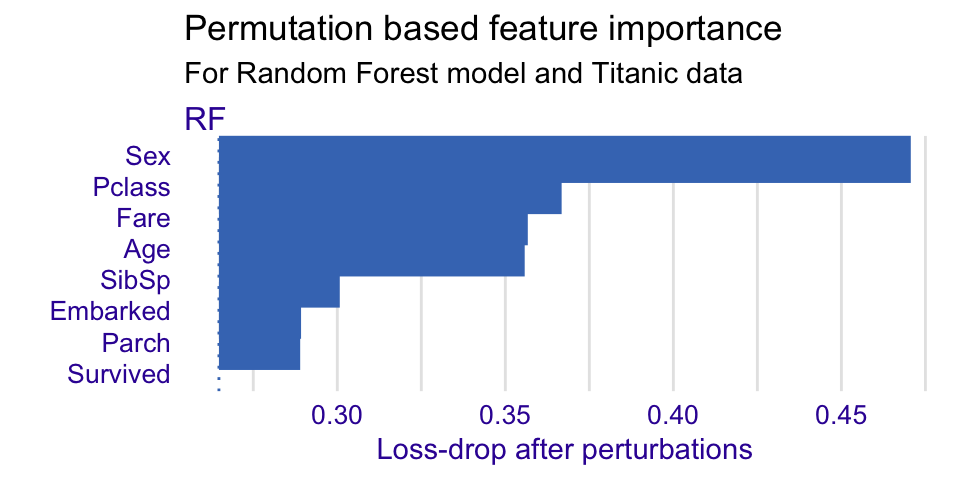 Permutation based feature importance
For Random Forest model and Titanic data
RF
Sex
Pclass
Fare
Age
SibSp
Embarked
Parch
Survived
0.30 0.35 0.40 0.45
Loss-drop after perturbations